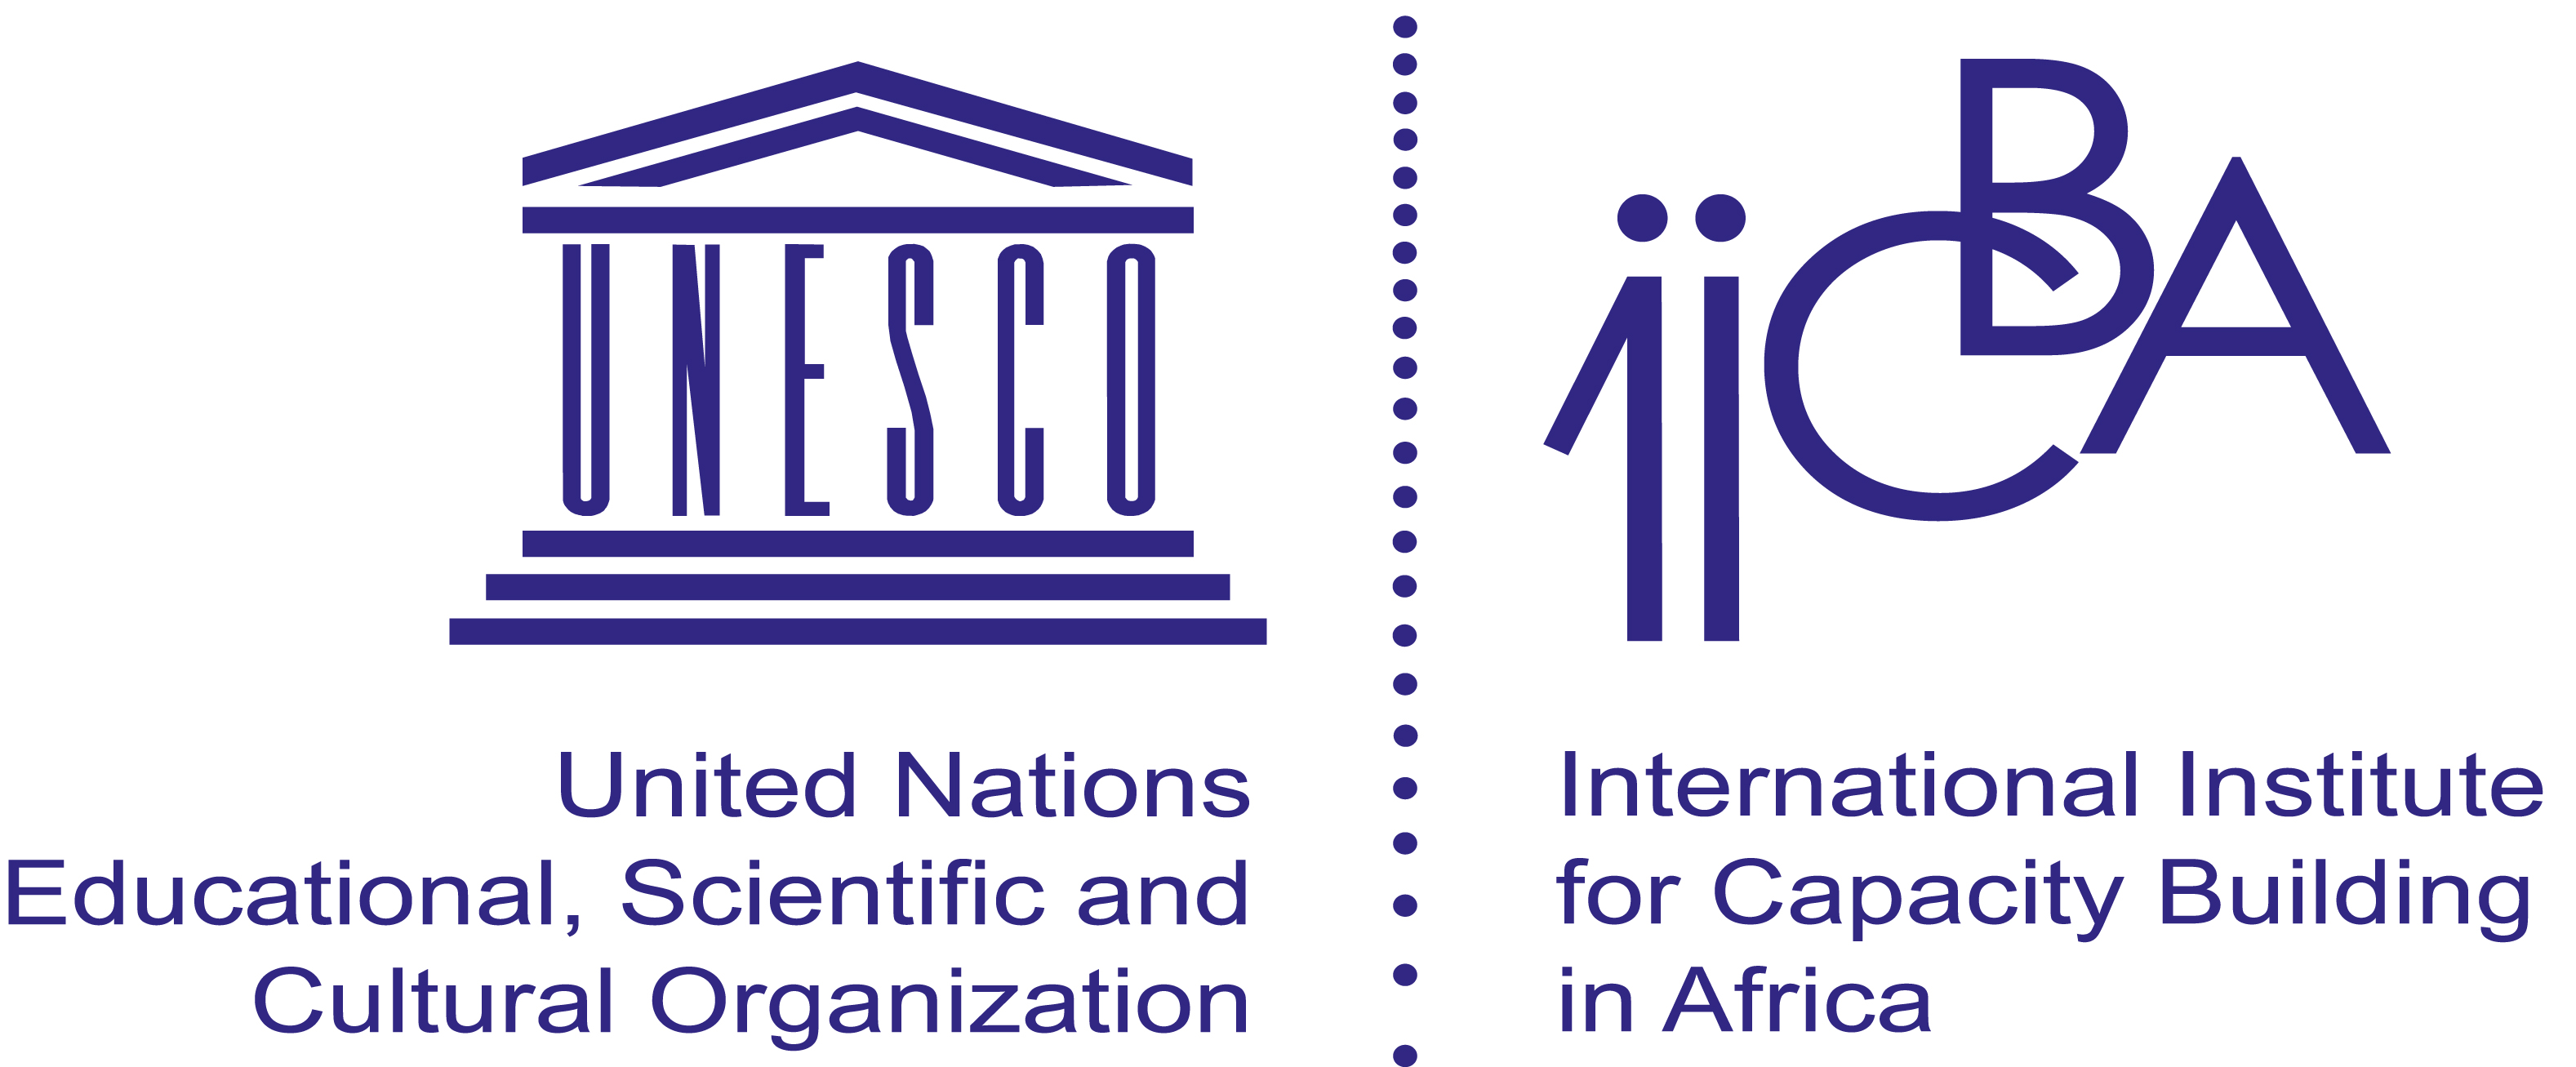 UNESCO
United Nations
Educational, Scientific and
Cultural Organization
iiCBA
International Institute
for Capacity Building
in Africa